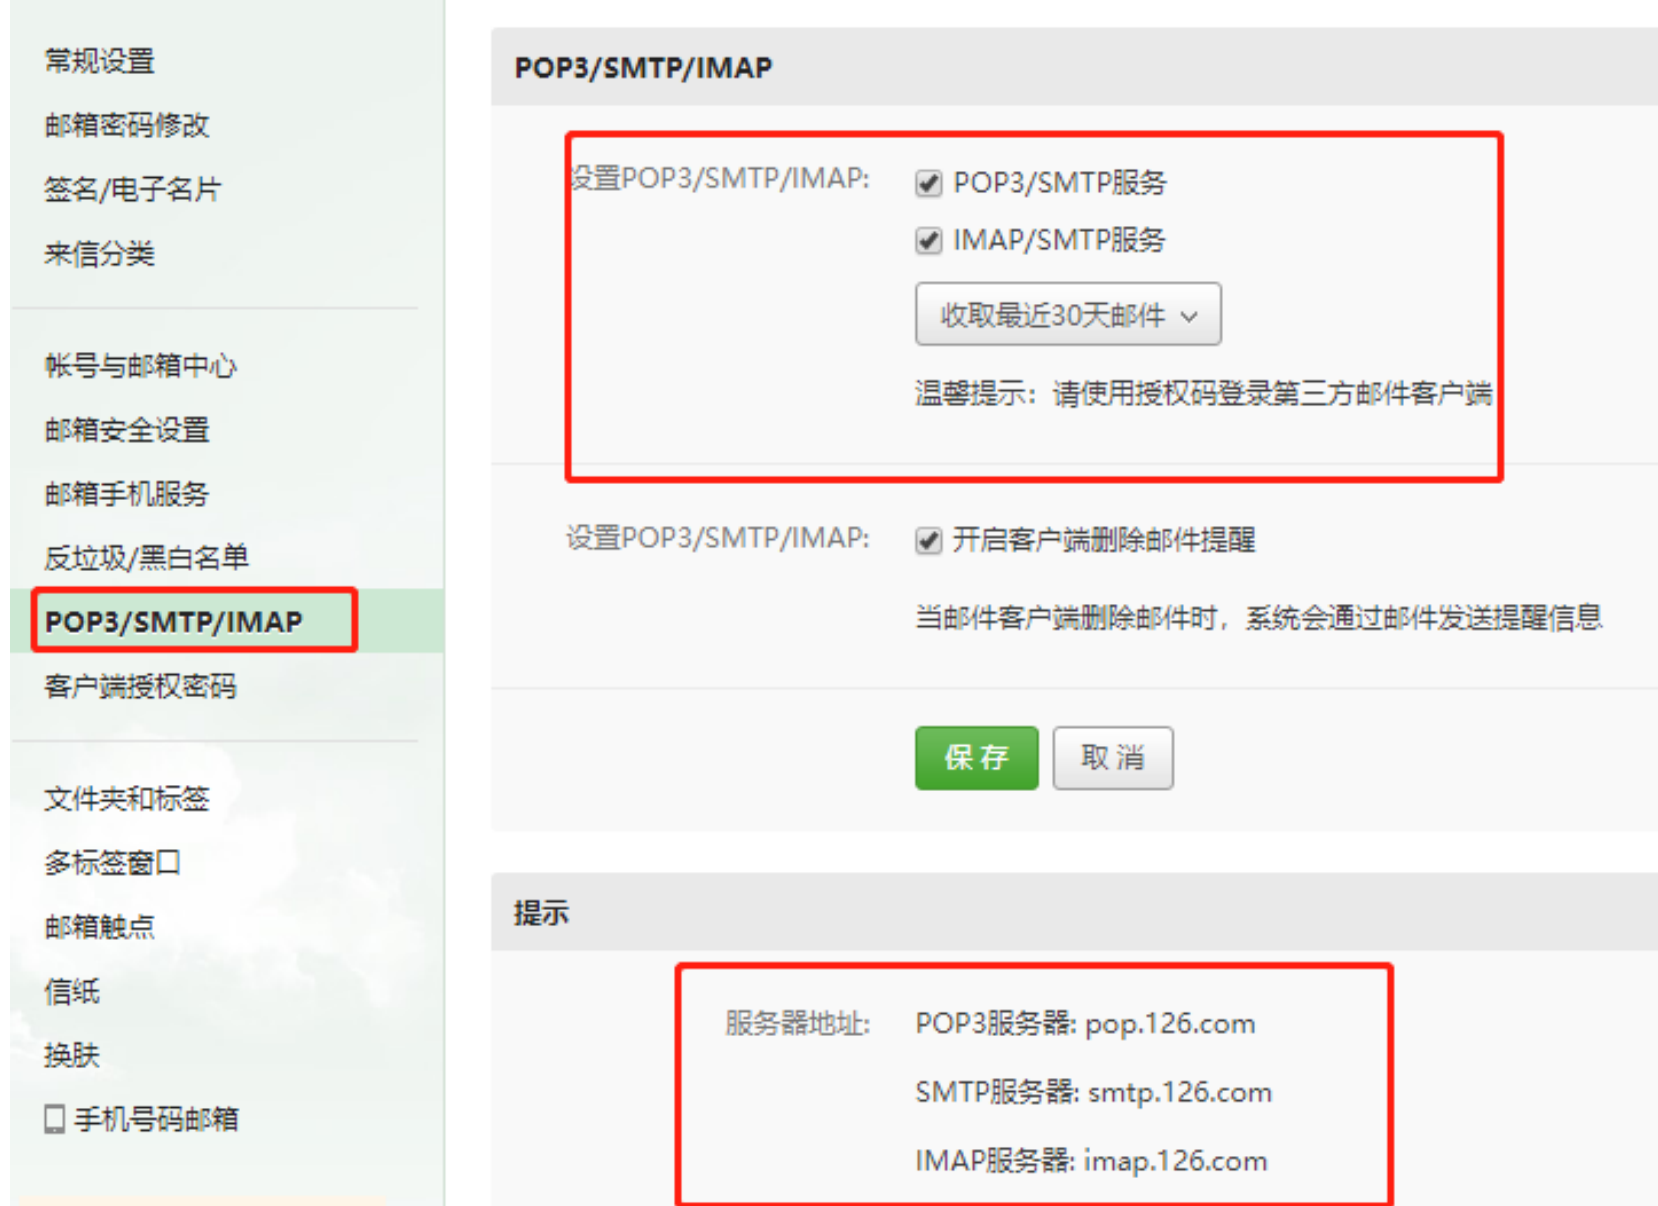 常规设置
邮箱密码修改
签名/电子名片
来信分类
帐号与邮箱中心
邮箱安全设置
邮箱手机服务
反垃圾/黑白名单
POP3/SMTP/IMAP
客户端授权密码
文件夹和标签
多标签窗口
邮箱触点
信纸
换肤
手机号码邮箱
POP3/SMTP/IMAP
设置POP3/SMTP/IMAP: POP3/SMTP服务
IMAP/SMTP服务
收取最近30天邮件
温馨提示：请使用授权码登录第三方邮件客户端
设置POP3/SMTP/IMAP: 开启客户端删除邮件提醒
当邮件客户端删除邮件时，系统会通过邮件发送提醒信息
保存 取消
提示
服务器地址: POP3服务器: pop.126.com
SMTP服务器: smtp.126.com
IMAP服务器: imap.126.com